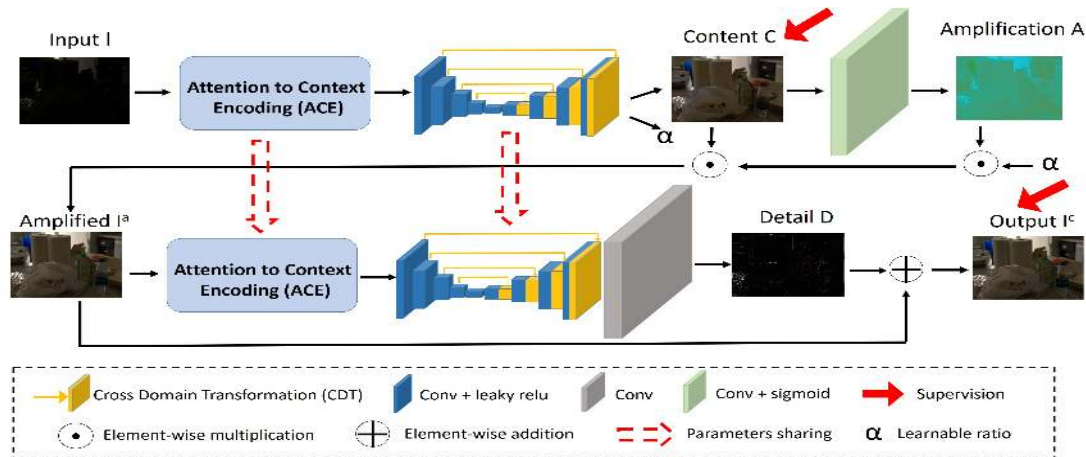 Input I
Content C
Amplification A
Attention to Context
Encoding (ACE)
α
α
Amplified Iᵃ
Detail D
Output Iᶜ
Attention to Context
Encoding (ACE)
Cross Domain Transformation (CDT)
Conv + leaky relu
Conv
Conv + sigmoid
Supervision
Element-wise multiplication
Element-wise addition
Parameters sharing
α Learnable ratio